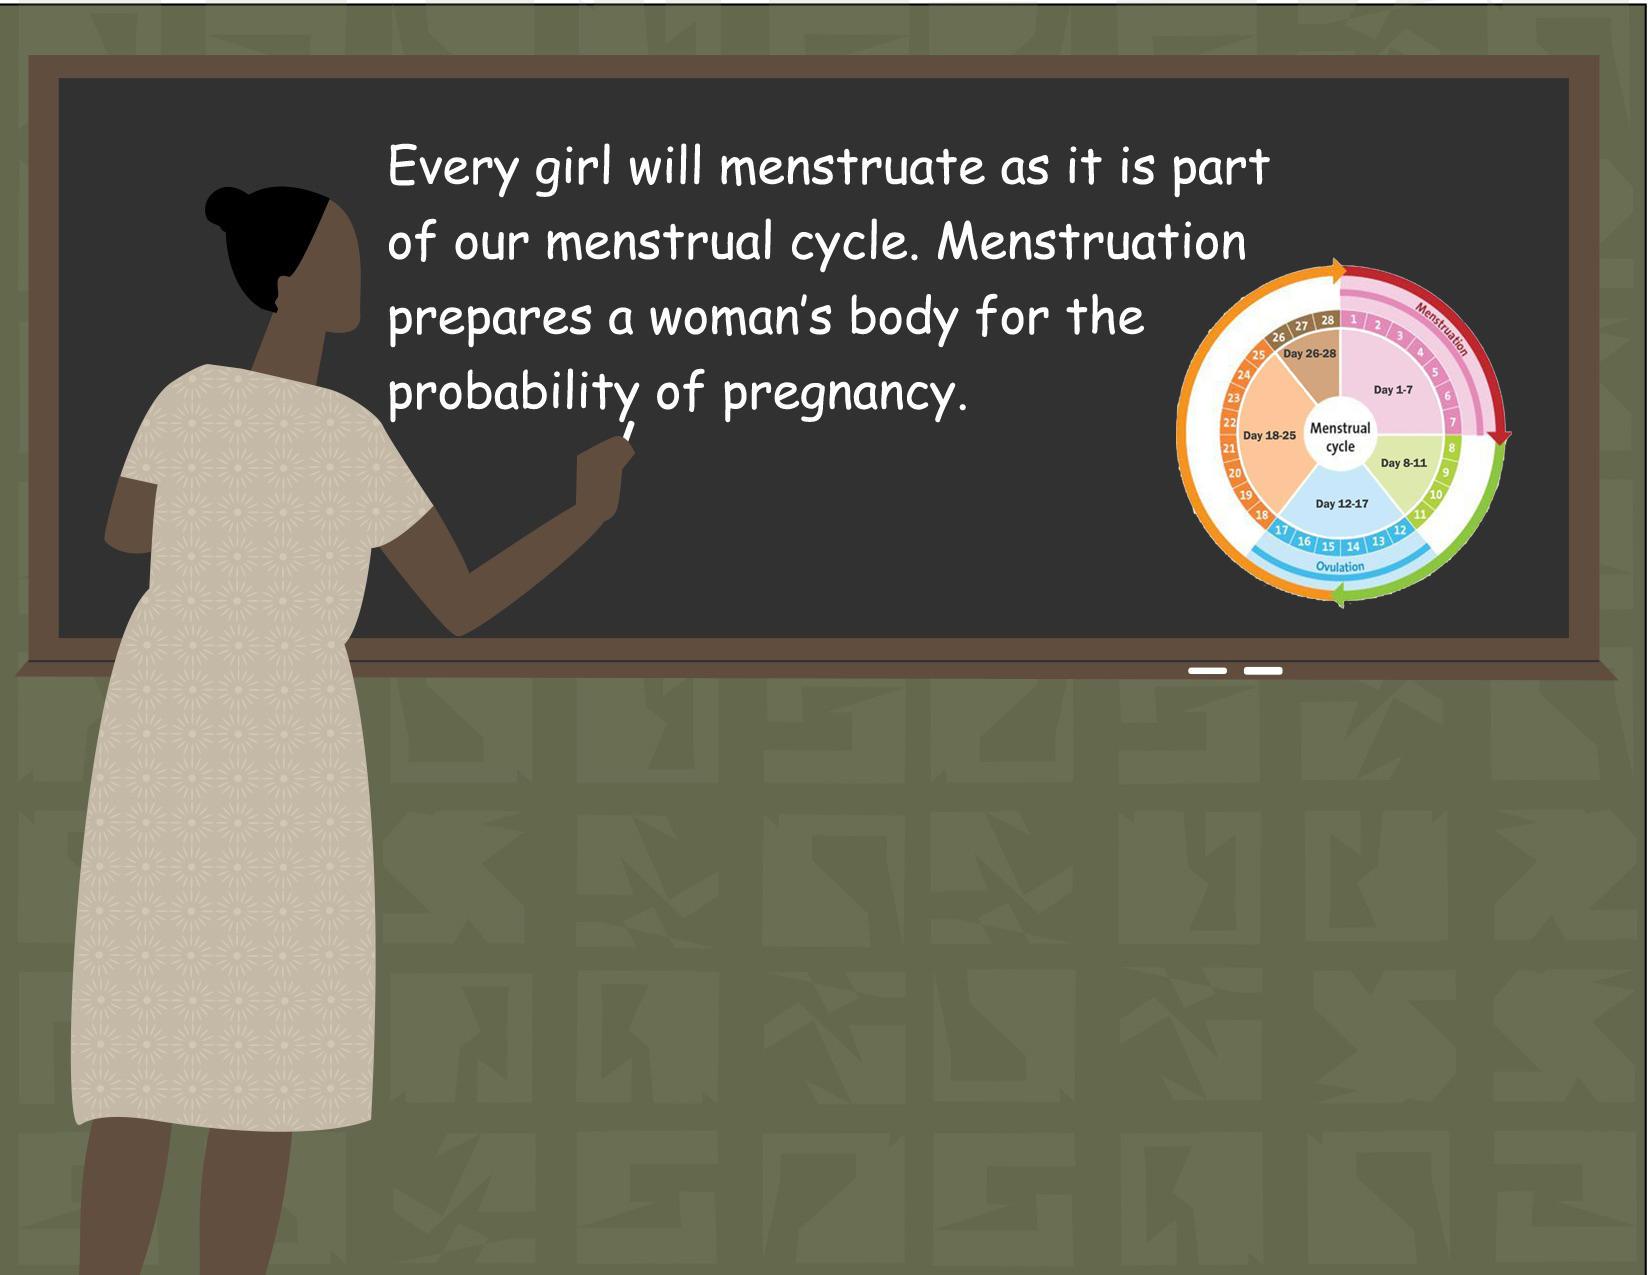 Every girl will menstruate as it is part
of our menstrual cycle. Menstruation
prepares a woman's body for the
probability of pregnancy.
Menstruation
28 1 2 3 4 5 6 7
8 9 10 11
12 13 14 15 16 17
18 19 20 21 22 23 24 25
26 27
Day 26-28
Day 1-7
Day 18-25
Menstrual
cycle
Day 8-11
Day 12-17
Ovulation